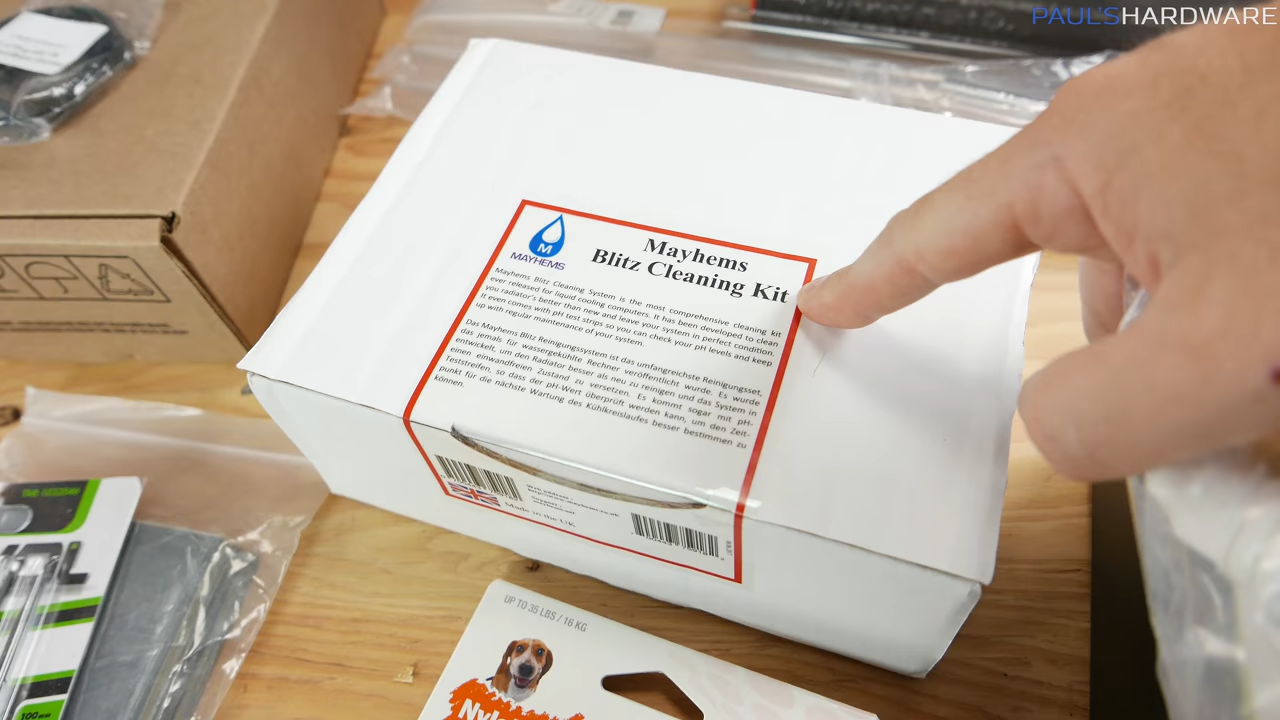 PAUL'SHARDWARE
MAYHEMS
Mayhems
Blitz Cleaning Kit
Mayhems Blitz Cleaning System is the most comprehensive cleaning kit
ever released for liquid cooling computers. It has been developed to clean
you radiator's better than new and leave your system in perfect condition.
It even comes with pH test strips so you can check your pH levels and keep
up with regular maintenance of your system.
Das Mayhems Blitz Reinigungssystem ist das umfangreichste Reinigungsset,
das jemals für wassergekühlte Rechner veröffentlicht wurde. Es wurde
entwickelt, um den Radiator besser als neu zu reinigen und das System in
einen einwandfreien Zustand zu versetzen. Es kommt sogar mit pH-
Teststreifen, so dass der pH-Wert überprüft werden kann, um den Zeit-
punkt für die nächste Wartung des Kühlkreislaufes besser bestimmen zu
können.
Web address :
Made in the UK
UP TO 35 LBS / 16 KG
Nyl